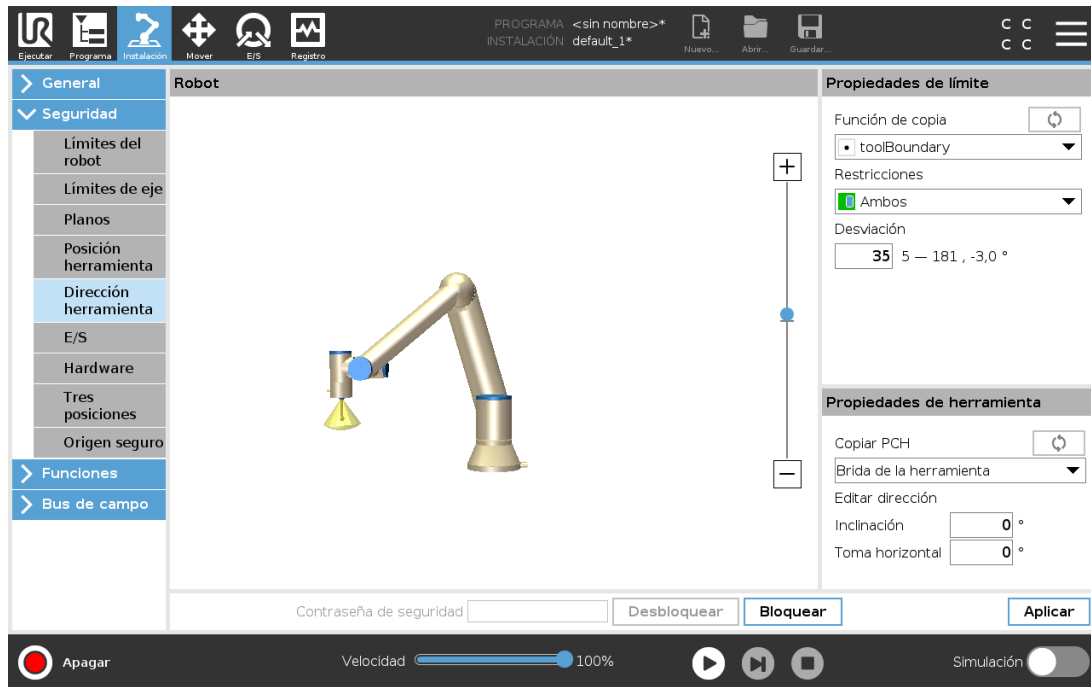 PROGRAMA <sin nombre>*
INSTALACIÓN default_1*
UR
Ejecutar Programa Instalación Mover E/S Registro
Nuevo... Abrir... Guardar...
C C
C C
General
Seguridad
Límites del
robot
Límites de eje
Planos
Posición
herramienta
Dirección
herramienta
E/S
Hardware
Tres
posiciones
Origen seguro
Funciones
Bus de campo
Robot
+
−
Propiedades de límite
Función de copia
toolBoundary
Restricciones
Ambos
Desviación
35 5 — 181 , -3,0 °
Propiedades de herramienta
Copiar PCH
Brida de la herramienta
Editar dirección
Inclinación 0 °
Toma horizontal 0 °
Contraseña de seguridad Desbloquear Bloquear Aplicar
Apagar Velocidad 100% Simulación